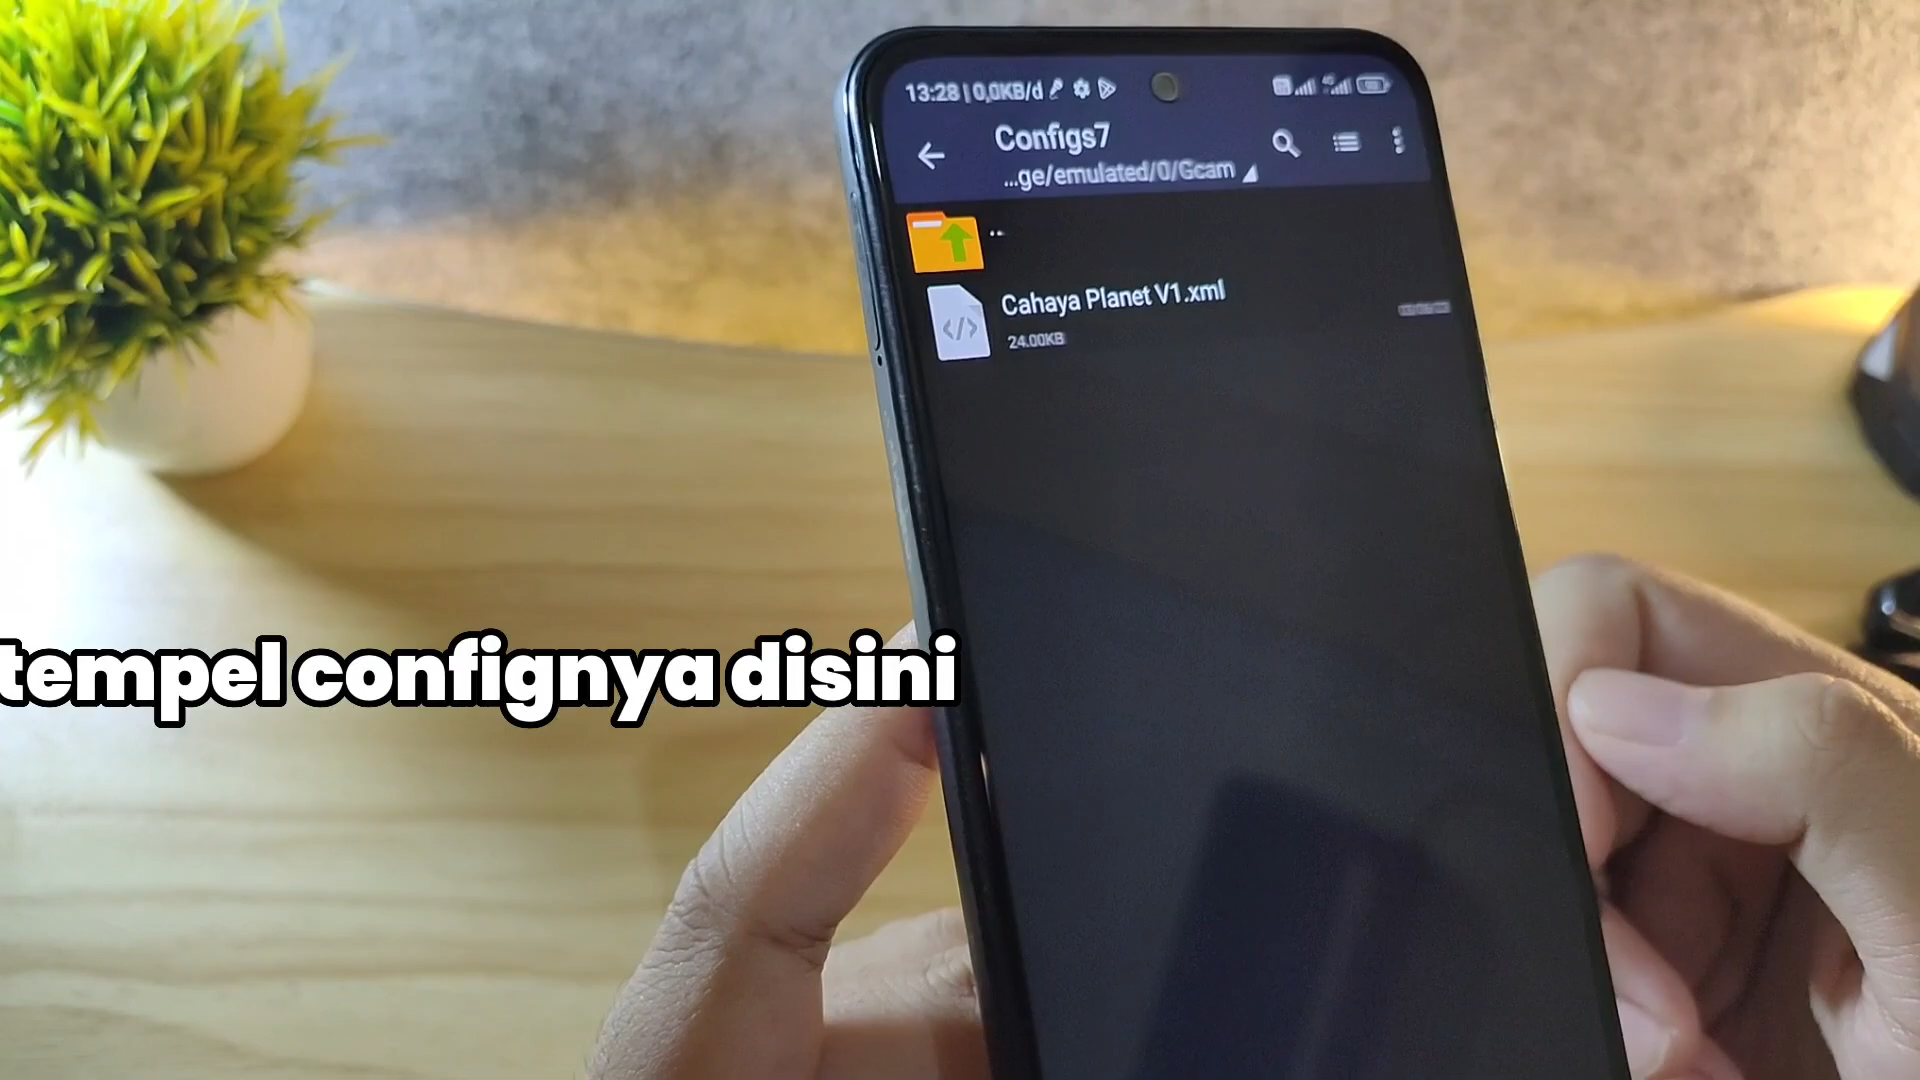 13:28 | 0,0KB/d
Configs7
...ge/emulated/0/Gcam
..
Cahaya Planet V1.xml
24.00KB
tempel confignya disini